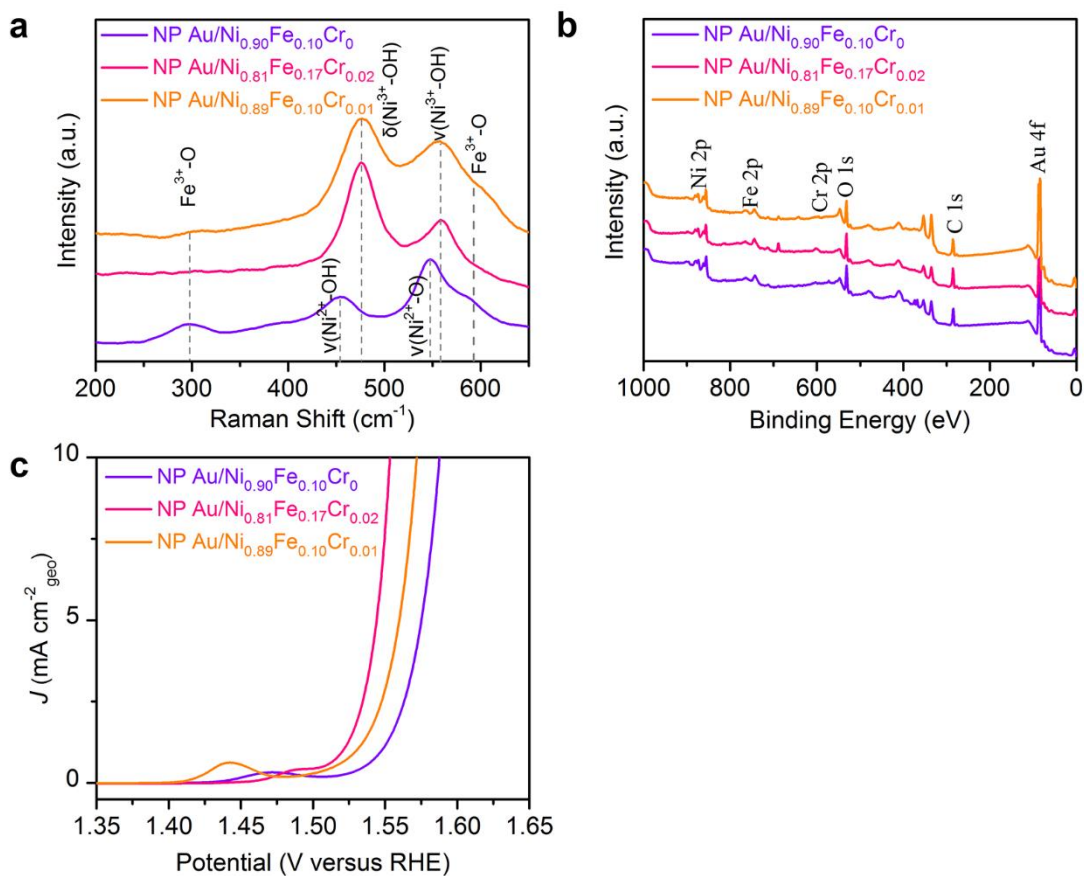 a
NP Au/Ni0.90Fe0.10Cr0
NP Au/Ni0.81Fe0.17Cr0.02
NP Au/Ni0.89Fe0.10Cr0.01
Fe3+-O
δ(Ni3+-OH)
ν(Ni3+-OH)
Fe3+-O
ν(Ni2+-OH)
ν(Ni2+-O)
Intensity (a.u.)
200 300 400 500 600
Raman Shift (cm-1)
b
NP Au/Ni0.90Fe0.10Cr0
NP Au/Ni0.81Fe0.17Cr0.02
NP Au/Ni0.89Fe0.10Cr0.01
Ni 2p
Fe 2p
Cr 2p
O 1s
C 1s
Au 4f
Intensity (a.u.)
1000 800 600 400 200 0
Binding Energy (eV)
c
NP Au/Ni0.90Fe0.10Cr0
NP Au/Ni0.81Fe0.17Cr0.02
NP Au/Ni0.89Fe0.10Cr0.01
10
5
0
J (mA cm-2geo)
1.35 1.40 1.45 1.50 1.55 1.60 1.65
Potential (V versus RHE)